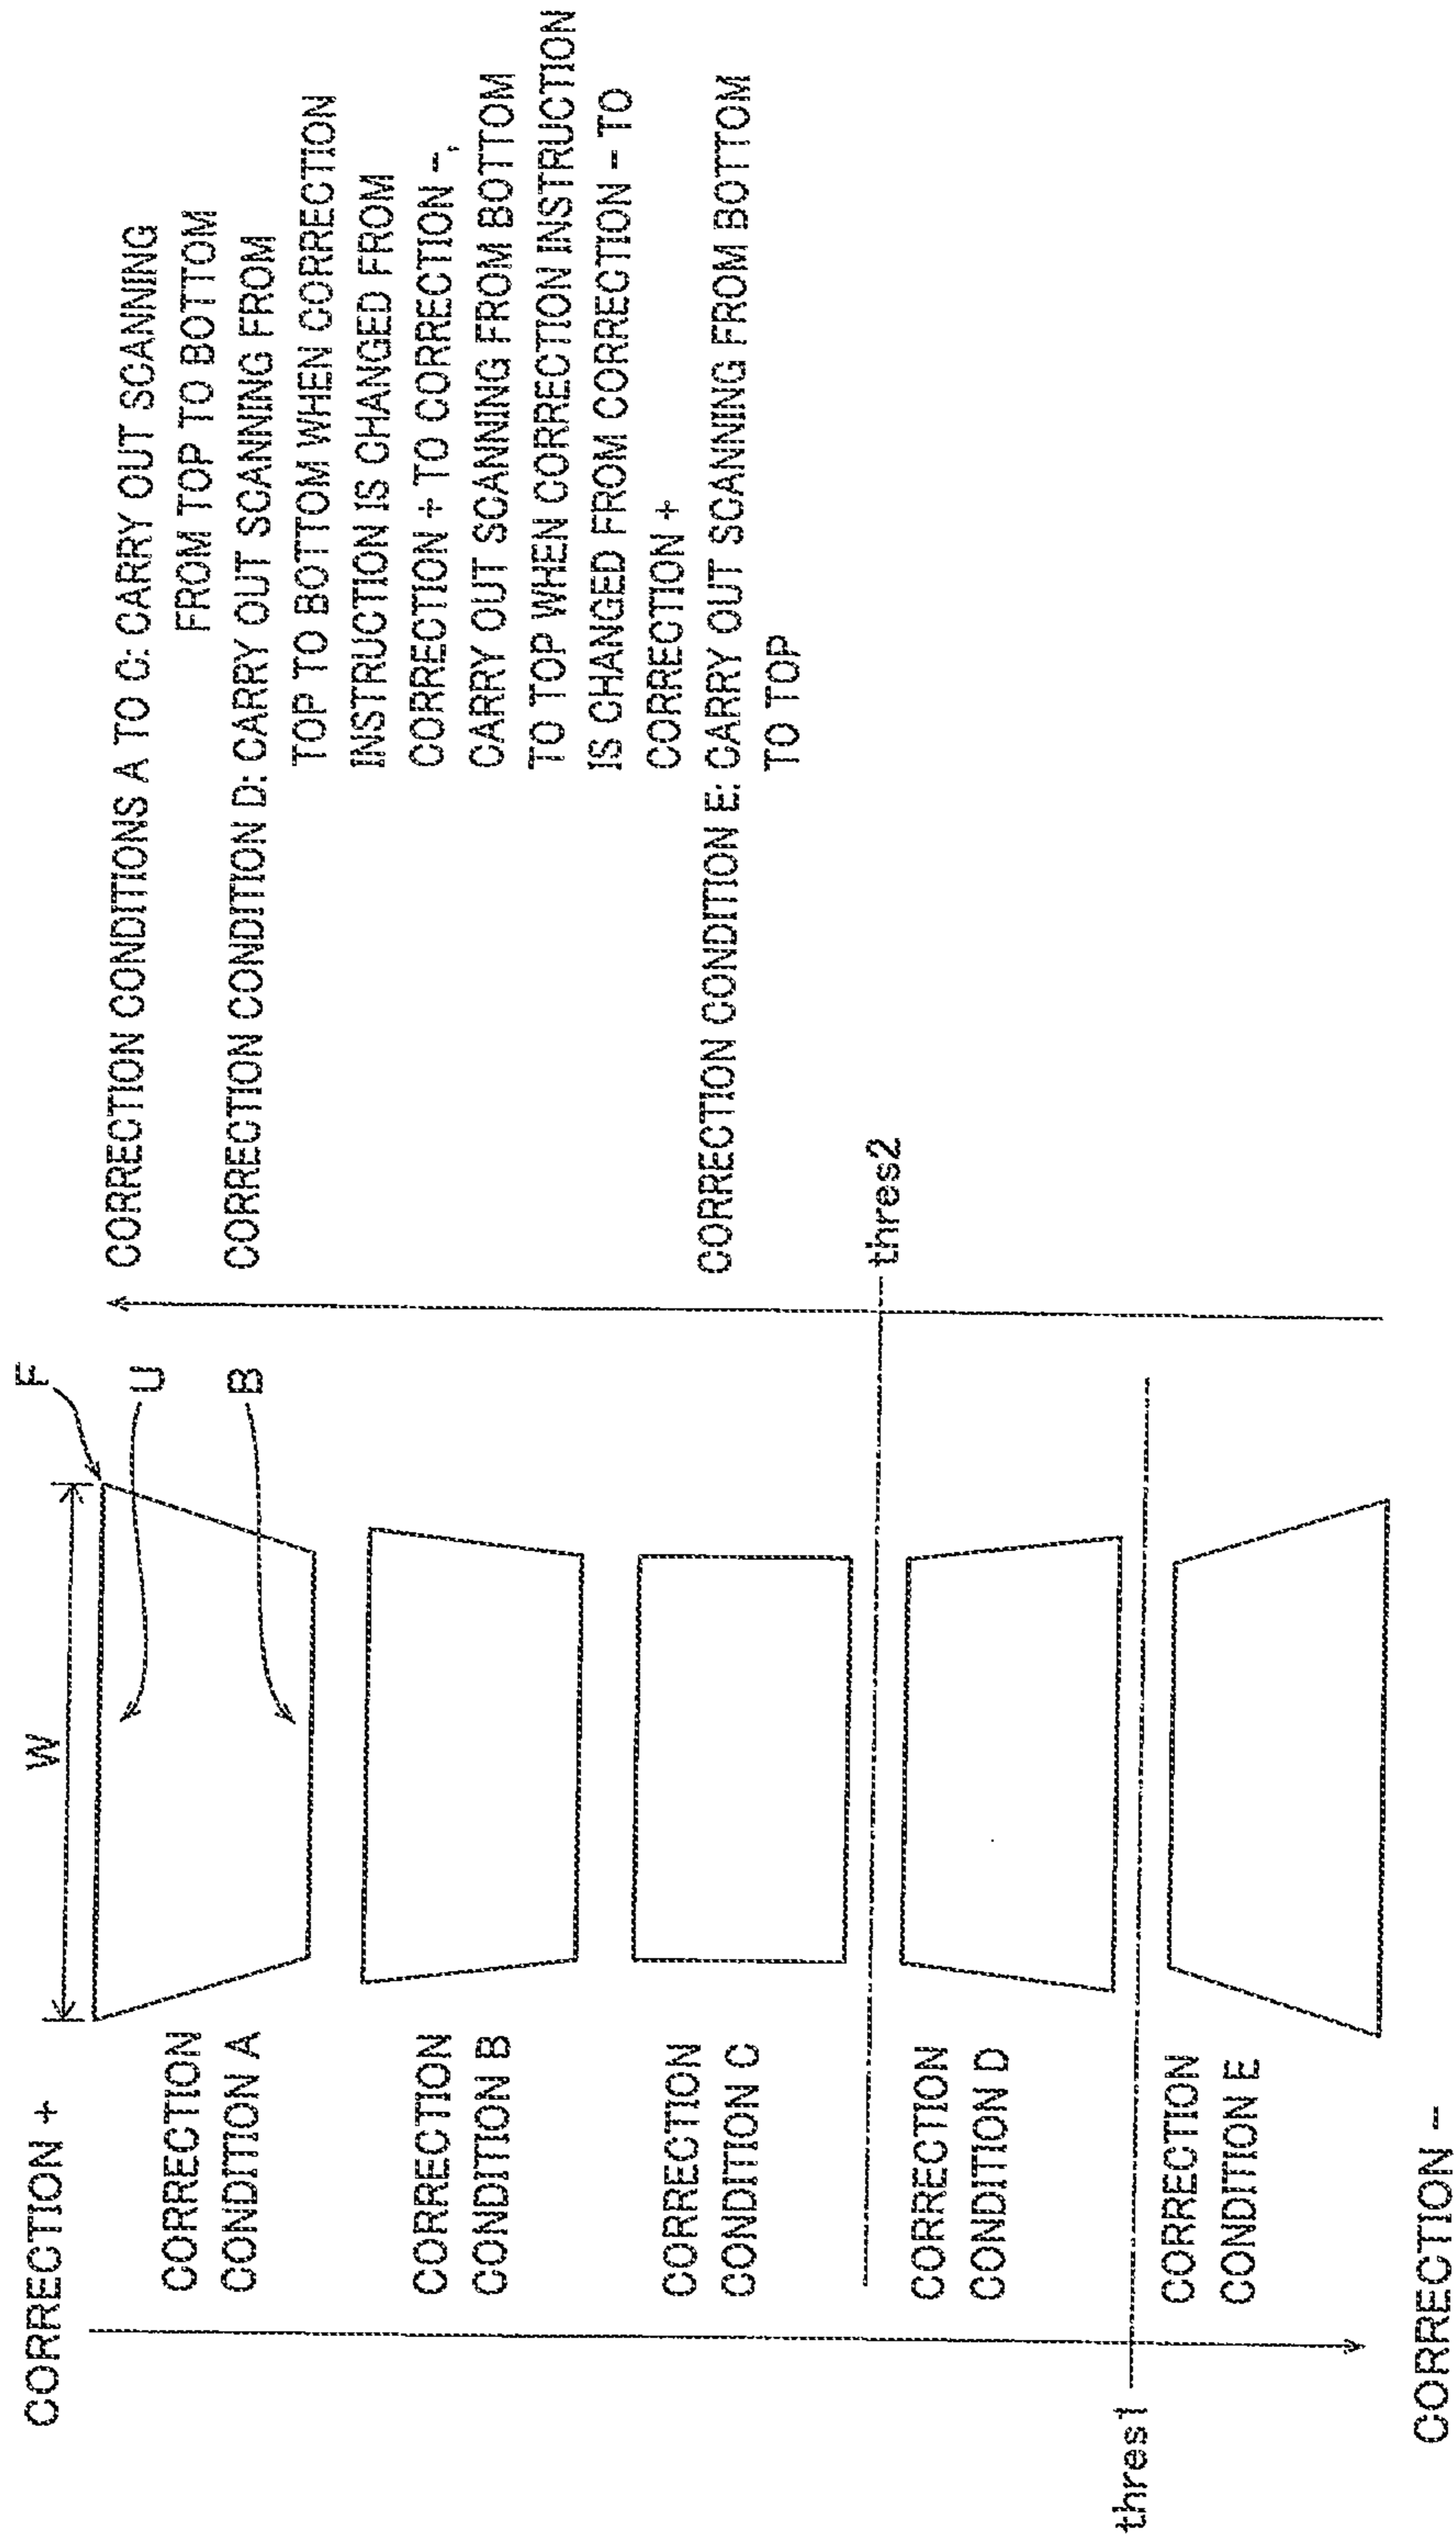 CORRECTION +
W
F
U
B
CORRECTION
CONDITION A
CORRECTION
CONDITION B
CORRECTION
CONDITION C
CORRECTION
CONDITION D
CORRECTION
CONDITION E
thres1
thres2
CORRECTION -
CORRECTION CONDITIONS A TO C: CARRY OUT SCANNING
FROM TOP TO BOTTOM
CORRECTION CONDITION D: CARRY OUT SCANNING FROM
TOP TO BOTTOM WHEN CORRECTION
INSTRUCTION IS CHANGED FROM
CORRECTION + TO CORRECTION -,
CARRY OUT SCANNING FROM BOTTOM
TO TOP WHEN CORRECTION INSTRUCTION
IS CHANGED FROM CORRECTION - TO
CORRECTION +
CORRECTION CONDITION E: CARRY OUT SCANNING FROM BOTTOM
TO TOP